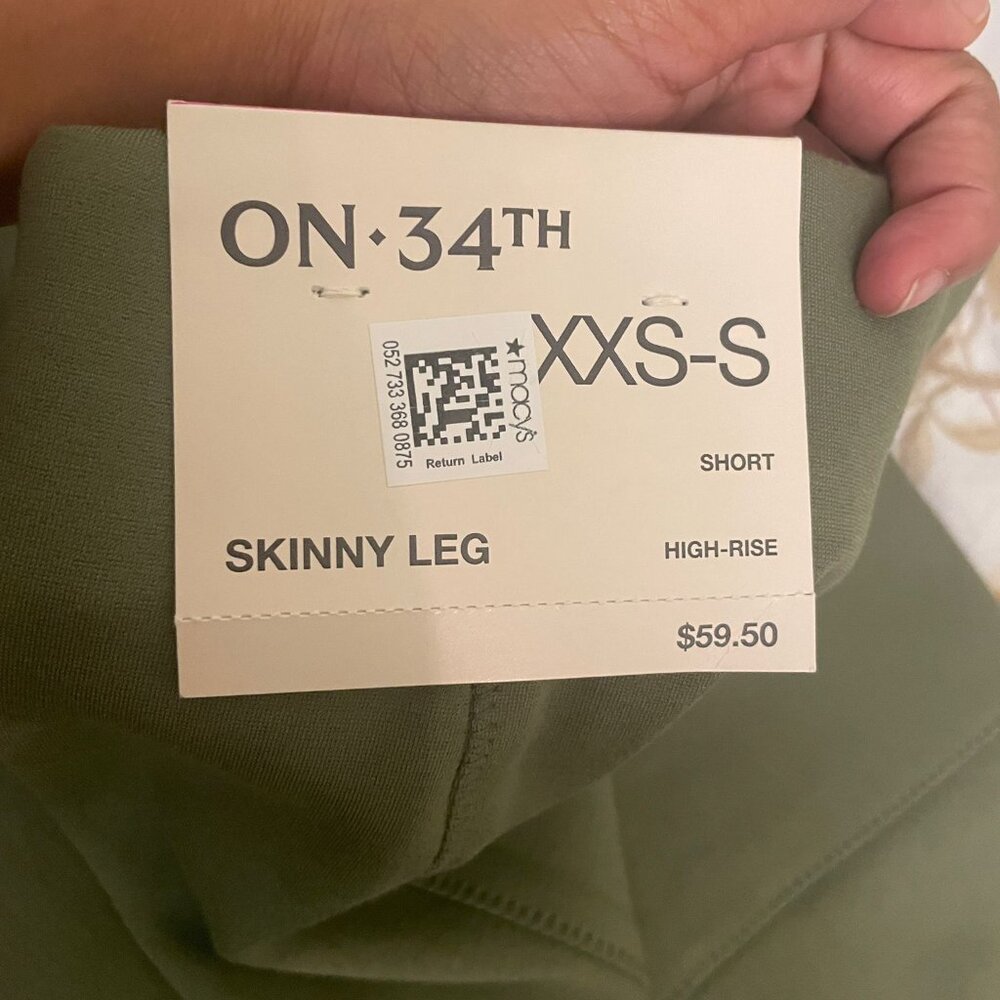 ON·34TH
XXS-S
052 733 368 0875
★macy's
Return Label
SHORT
SKINNY LEG
HIGH-RISE
$59.50